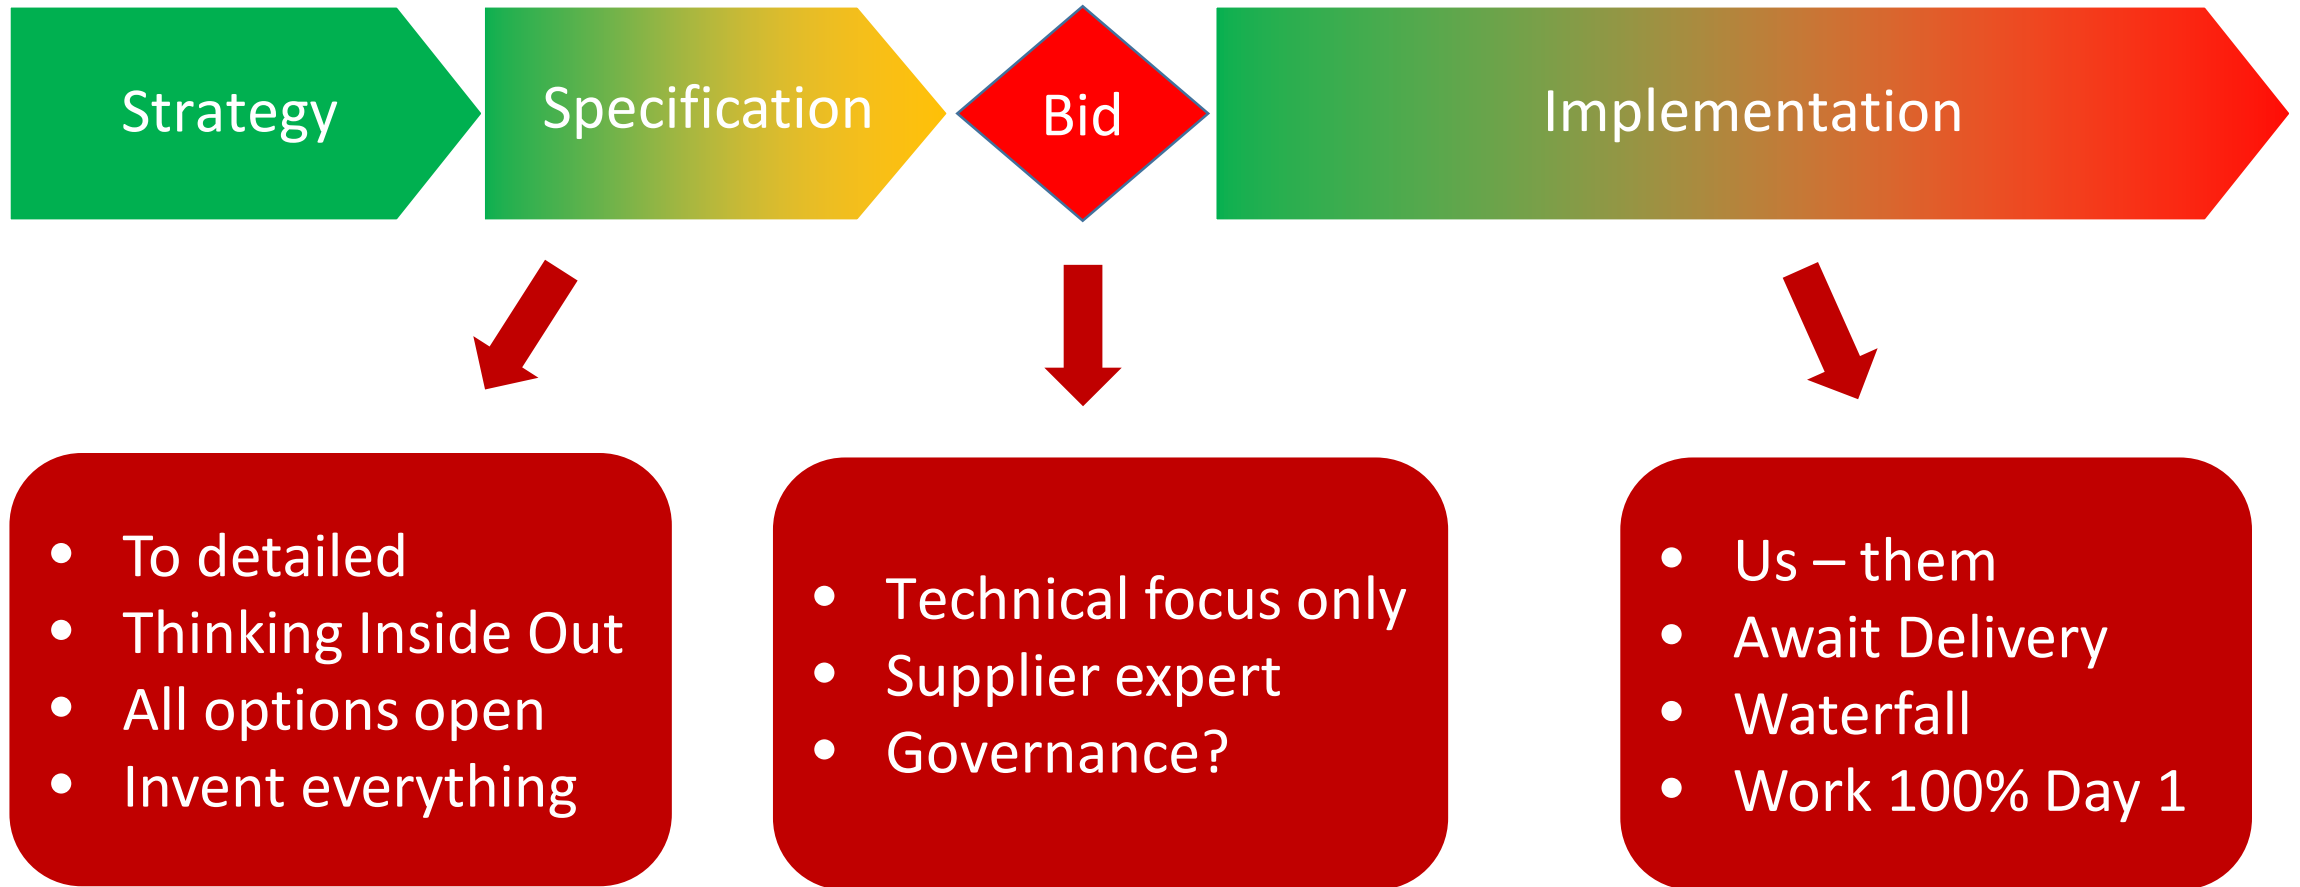 Strategy
Specification
Bid
Implementation
• To detailed
• Thinking Inside Out
• All options open
• Invent everything
• Technical focus only
• Supplier expert
• Governance?
• Us – them
• Await Delivery
• Waterfall
• Work 100% Day 1